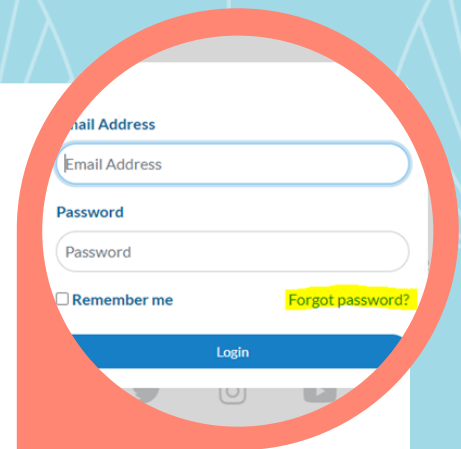 mail Address
Email Address
Password
Password
Remember me
Forgot password?
Login